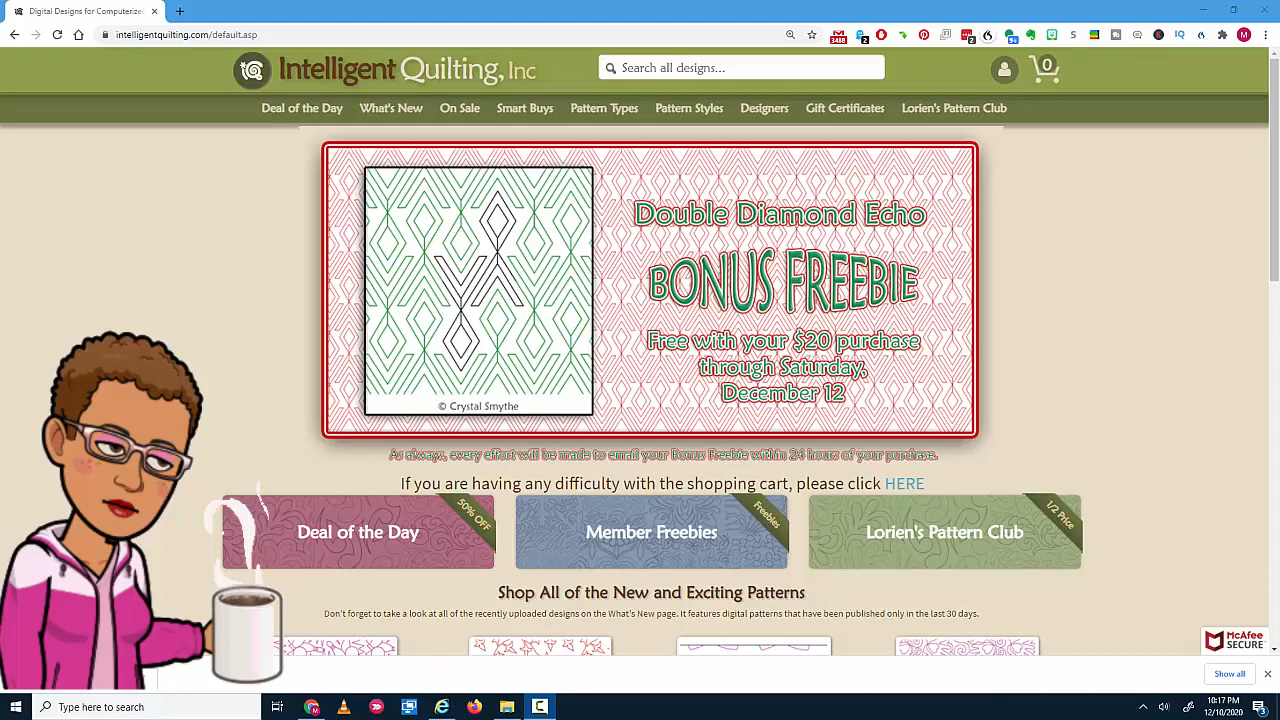 Digital Designs for Computerize
intelligentquilting.com/default.asp
3488
2
2
9+
IQ
M
Intelligent Quilting, Inc
Search all designs...
0
Deal of the Day
What's New
On Sale
Smart Buys
Pattern Types
Pattern Styles
Designers
Gift Certificates
Lorien's Pattern Club
Double Diamond Echo
BONUS FREEBIE
Free with your $20 purchase
through Saturday,
December 12
© Crystal Smythe
As always, every effort will be made to email your Bonus Freebie within 24 hours of your purchase.
If you are having any difficulty with the shopping cart, please click HERE
Deal of the Day
50% OFF
Member Freebies
Freebies
Lorien's Pattern Club
1/2 Price
Shop All of the New and Exciting Patterns
Don't forget to take a look at all of the recently uploaded designs on the What's New page. It features digital patterns that have been published only in the last 30 days.
McAfee
SECURE
Show all
Type here to search
10:17 PM
12/10/2020
3